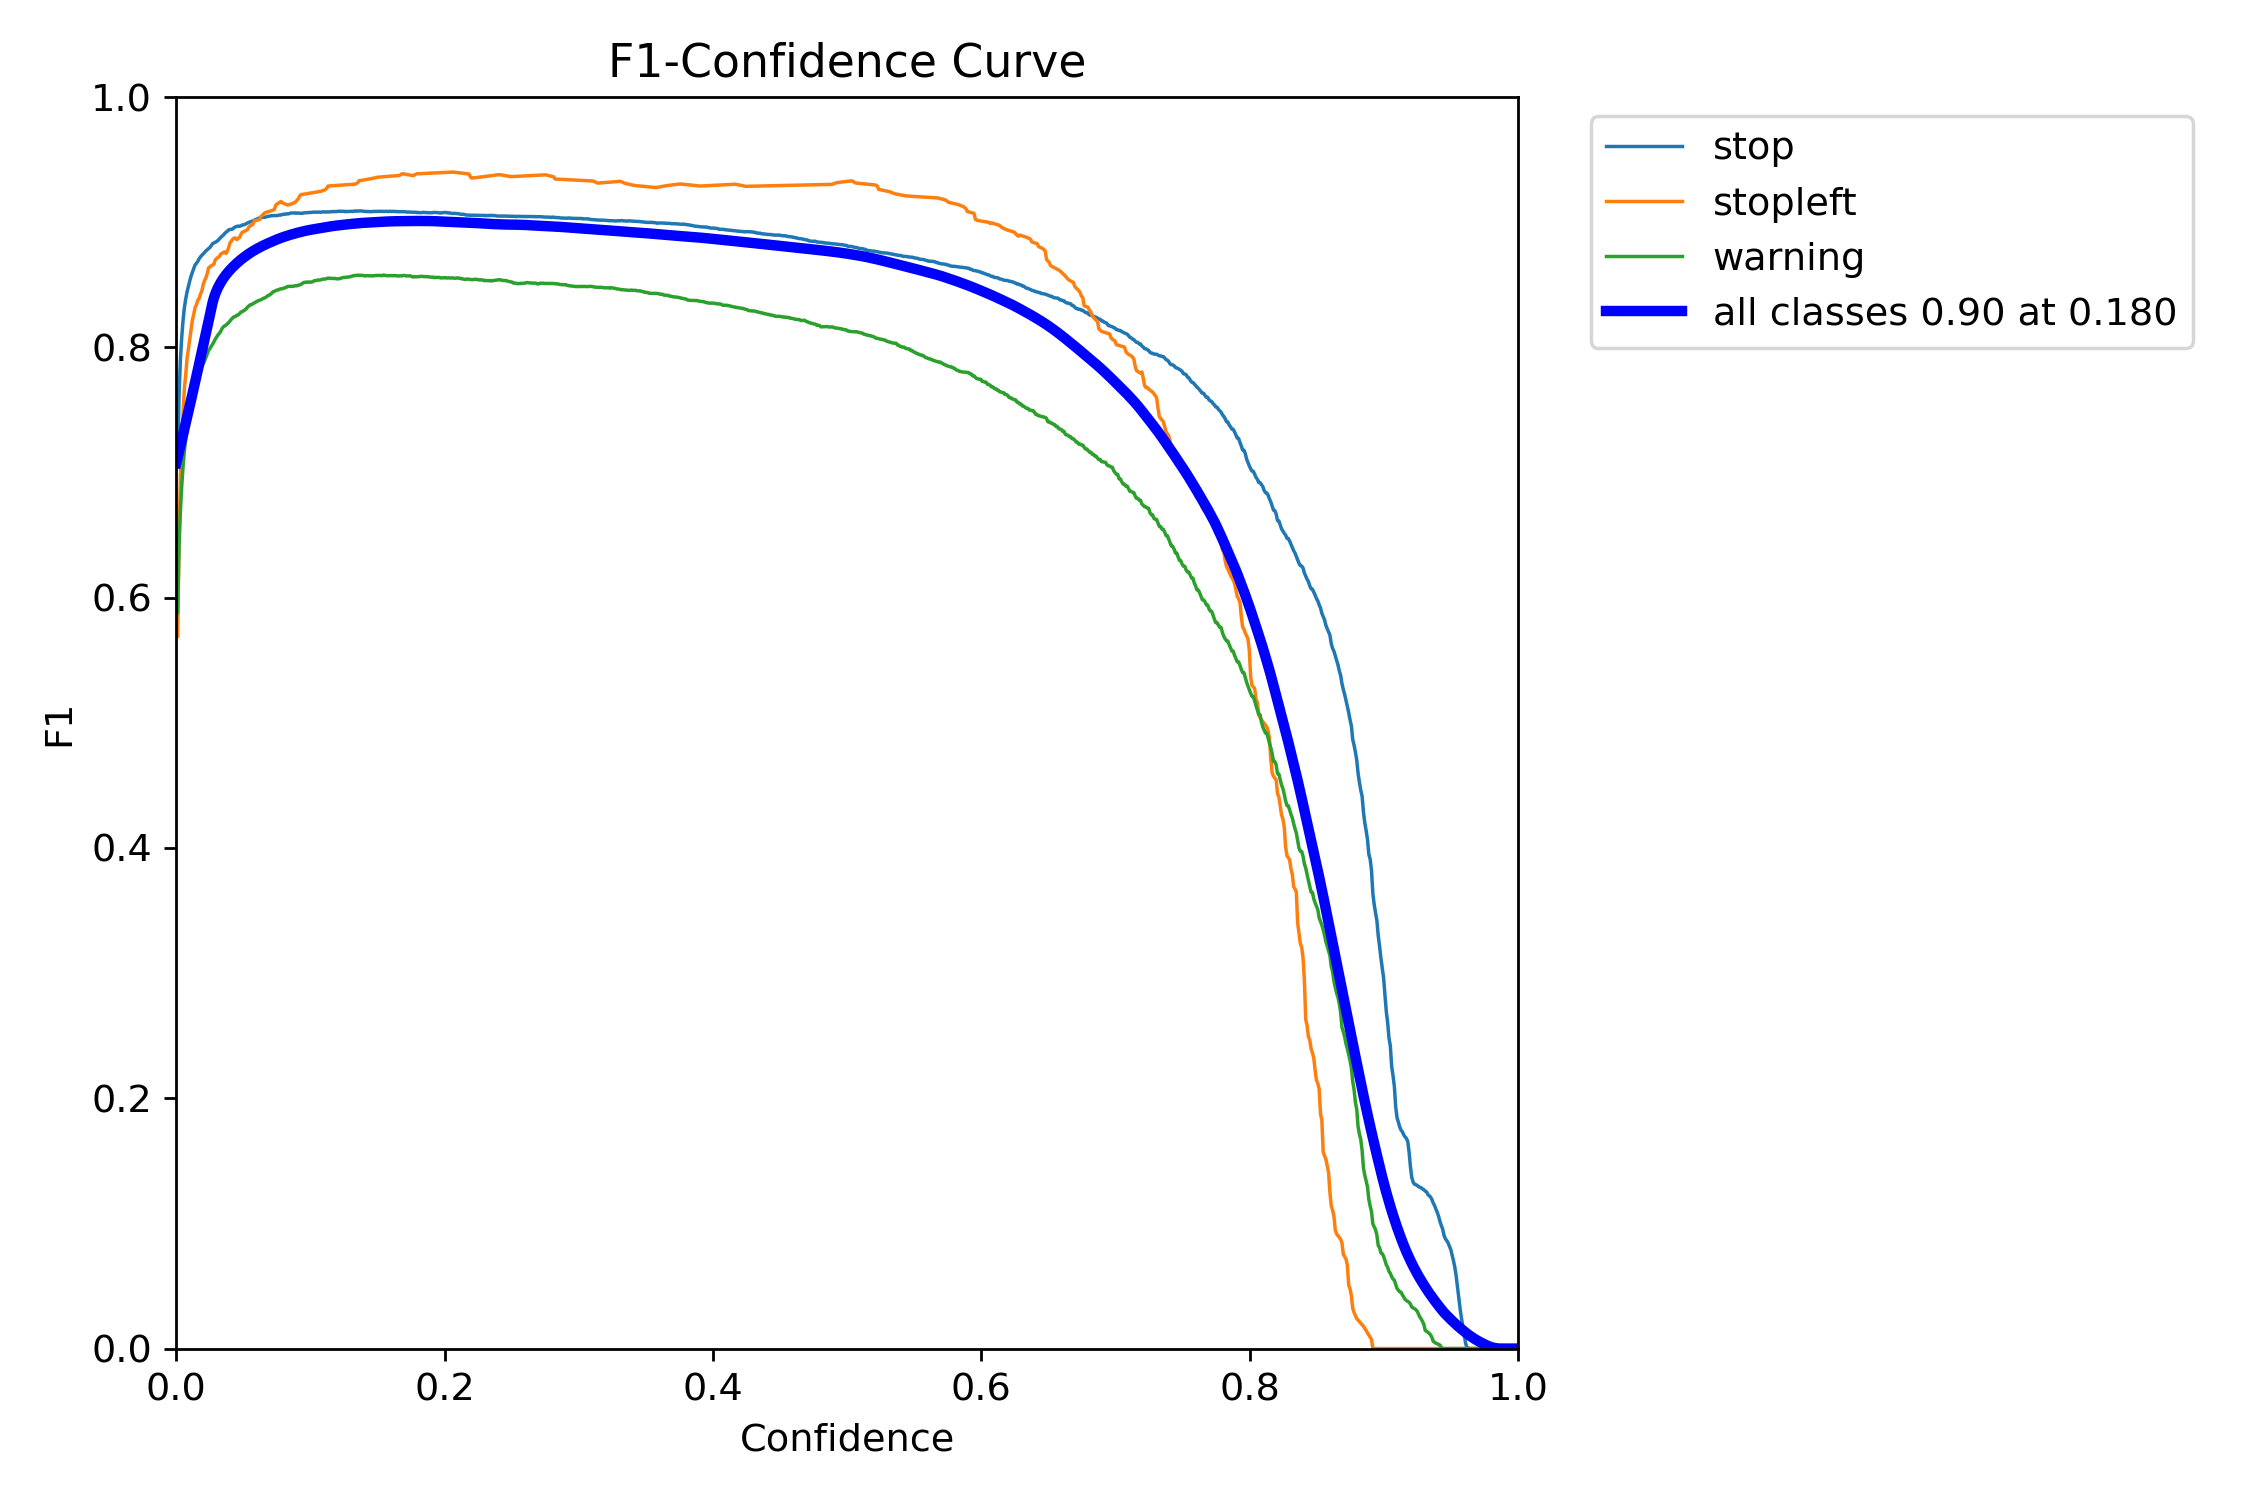 F1-Confidence Curve
1.0
0.8
0.6
0.4
0.2
0.0
F1
0.0 0.2 0.4 0.6 0.8 1.0
Confidence
stop
stopleft
warning
all classes 0.90 at 0.180